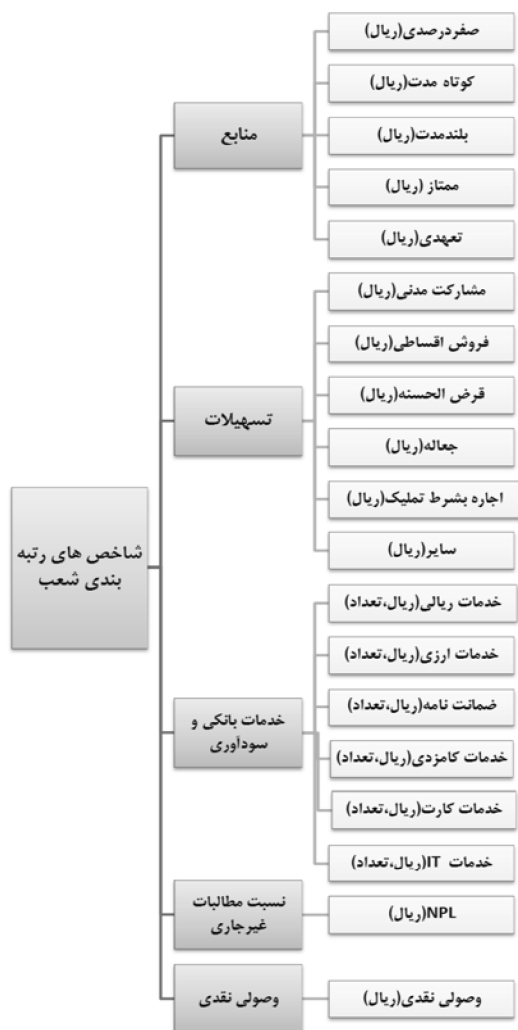 شاخص های رتبه
بندی شعب
منابع
صفردرصدی(ریال)
کوتاه مدت(ریال)
بلندمدت(ریال)
ممتاز (ریال)
تعهدی(ریال)
تسهیلات
مشارکت مدنی(ریال)
فروش اقساطی(ریال)
قرض الحسنه(ریال)
جعاله(ریال)
اجاره بشرط تملیک(ریال)
سایر(ریال)
خدمات بانکی و
سودآوری
خدمات ریالی(ریال،تعداد)
خدمات ارزی(ریال،تعداد)
ضمانت نامه(ریال،تعداد)
خدمات کامزدی(ریال،تعداد)
خدمات کارت(ریال،تعداد)
خدمات IT(ریال،تعداد)
نسبت مطالبات
غیرجاری
NPL(ریال)
وصولی نقدی
وصولی نقدی(ریال)